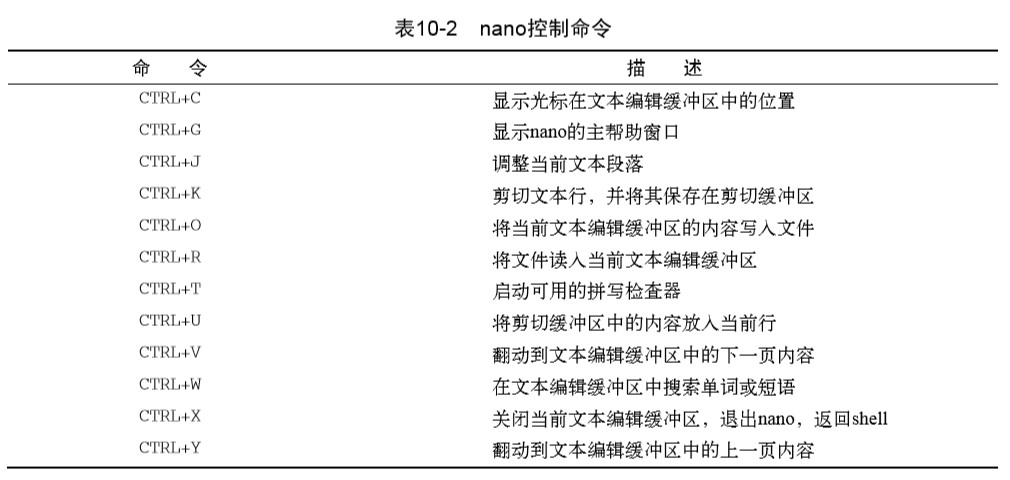 表10-2 nano控制命令
命 令 描 述
CTRL+C 显示光标在文本编辑缓冲区中的位置
CTRL+G 显示nano的主帮助窗口
CTRL+J 调整当前文本段落
CTRL+K 剪切文本行，并将其保存在剪切缓冲区
CTRL+O 将当前文本编辑缓冲区的内容写入文件
CTRL+R 将文件读入当前文本编辑缓冲区
CTRL+T 启动可用的拼写检查器
CTRL+U 将剪切缓冲区中的内容放入当前行
CTRL+V 翻动到文本编辑缓冲区中的下一页内容
CTRL+W 在文本编辑缓冲区中搜索单词或短语
CTRL+X 关闭当前文本编辑缓冲区，退出nano，返回shell
CTRL+Y 翻动到文本编辑缓冲区中的上一页内容